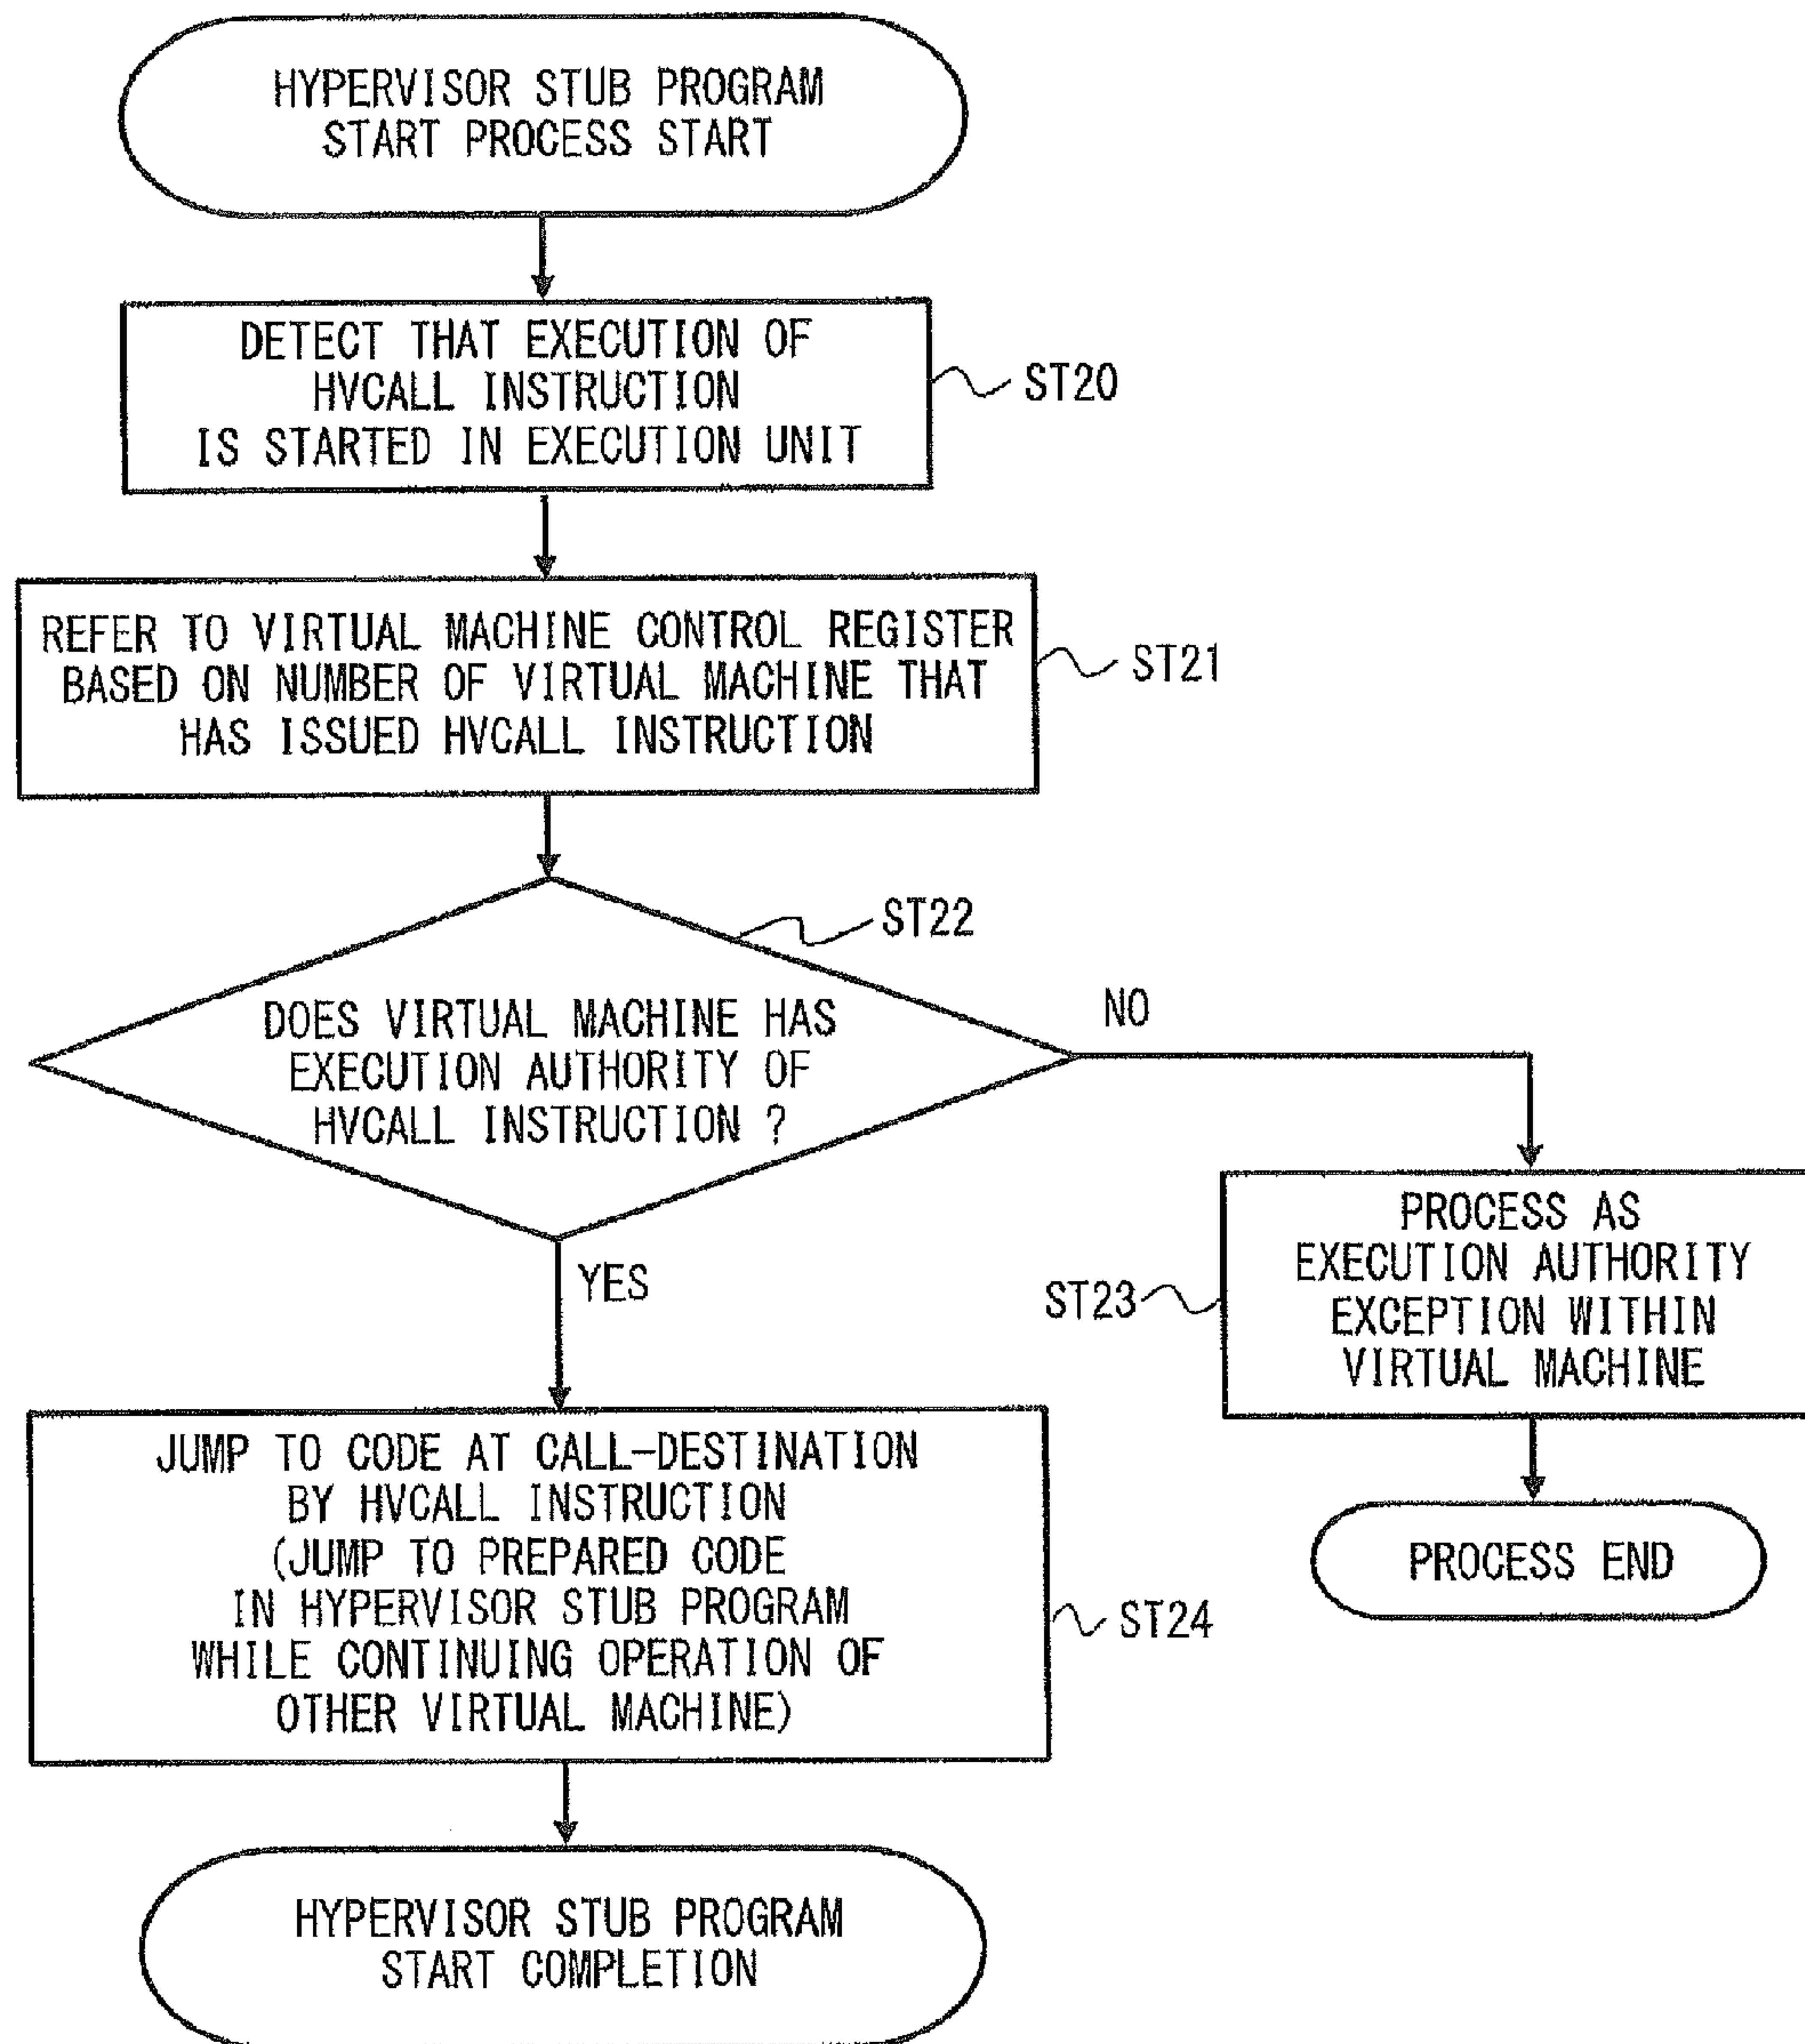 HYPERVISOR STUB PROGRAM
START PROCESS START
DETECT THAT EXECUTION OF
HVCALL INSTRUCTION
IS STARTED IN EXECUTION UNIT
ST20
REFER TO VIRTUAL MACHINE CONTROL REGISTER
BASED ON NUMBER OF VIRTUAL MACHINE THAT
HAS ISSUED HVCALL INSTRUCTION
ST21
ST22
DOES VIRTUAL MACHINE HAS
EXECUTION AUTHORITY OF
HVCALL INSTRUCTION ?
NO
YES
PROCESS AS
EXECUTION AUTHORITY
EXCEPTION WITHIN
VIRTUAL MACHINE
ST23
PROCESS END
JUMP TO CODE AT CALL-DESTINATION
BY HVCALL INSTRUCTION
(JUMP TO PREPARED CODE
IN HYPERVISOR STUB PROGRAM
WHILE CONTINUING OPERATION OF
OTHER VIRTUAL MACHINE)
ST24
HYPERVISOR STUB PROGRAM
START COMPLETION